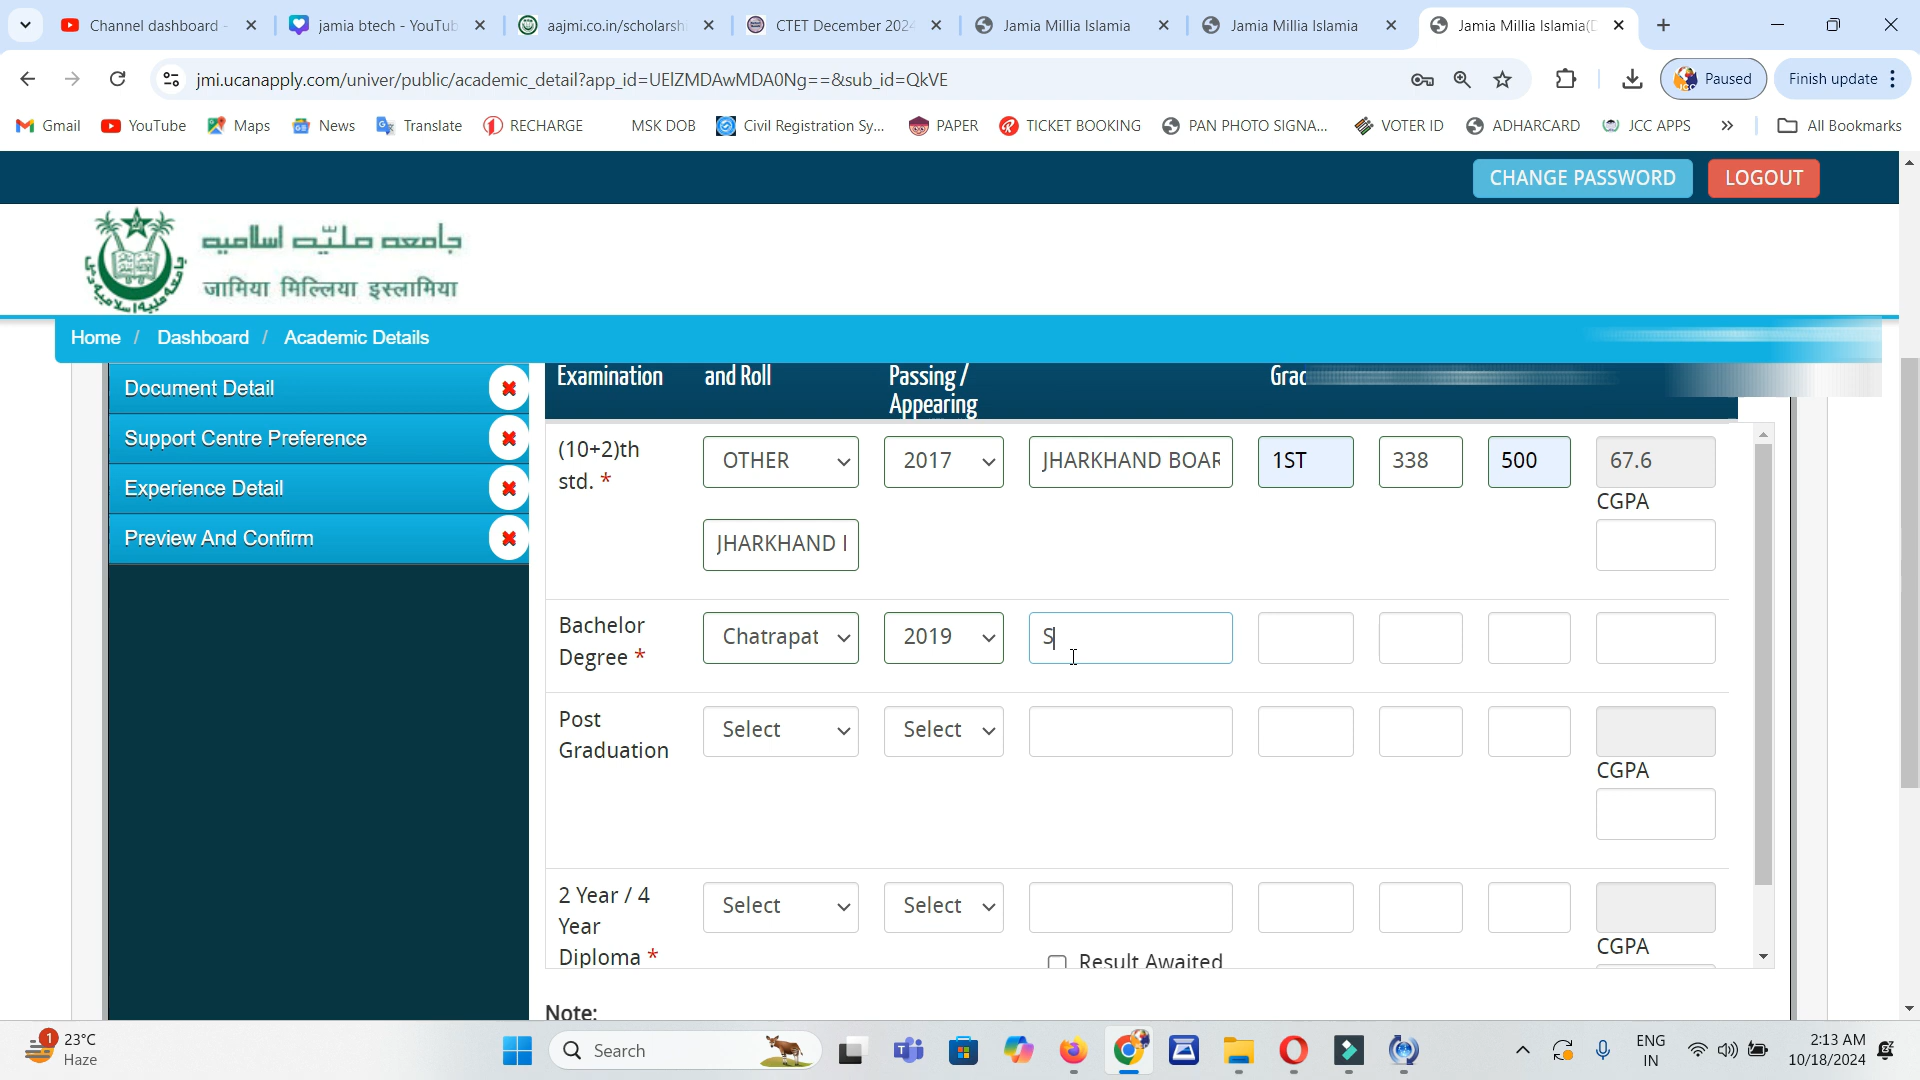 Channel dashboard -
jamia btech - YouTub
aajmi.co.in/scholarsh
CTET December 2024
Jamia Millia Islamia
Jamia Millia Islamia
Jamia Millia Islamia(D
jmi.ucanapply.com/univer/public/academic_detail?app_id=UElZMDAwMDA0Ng==&sub_id=QkVE
Paused
Finish update
Gmail
YouTube
Maps
News
Translate
RECHARGE
MSK DOB
Civil Registration Sy...
PAPER
TICKET BOOKING
PAN PHOTO SIGNA...
VOTER ID
ADHARCARD
JCC APPS
»
All Bookmarks
CHANGE PASSWORD
LOGOUT
جامعہ ملیّہ اسلامیہ
जामिया मिल्लिया इस्लामिया
Home / Dashboard / Academic Details
Document Detail
Support Centre Preference
Experience Detail
Preview And Confirm
Examination
and Roll
Passing /
Appearing
Grad
(10+2)th
std. *
OTHER
2017
JHARKHAND BOAR
1ST
338
500
67.6
CGPA
JHARKHAND
Bachelor
Degree *
Chatrapat
2019
S
Post
Graduation
Select
Select
CGPA
2 Year / 4
Year
Diploma *
Select
Select
CGPA
Result Awaited
Note:
1
23°C
Haze
Search
ENG
IN
2:13 AM
10/18/2024